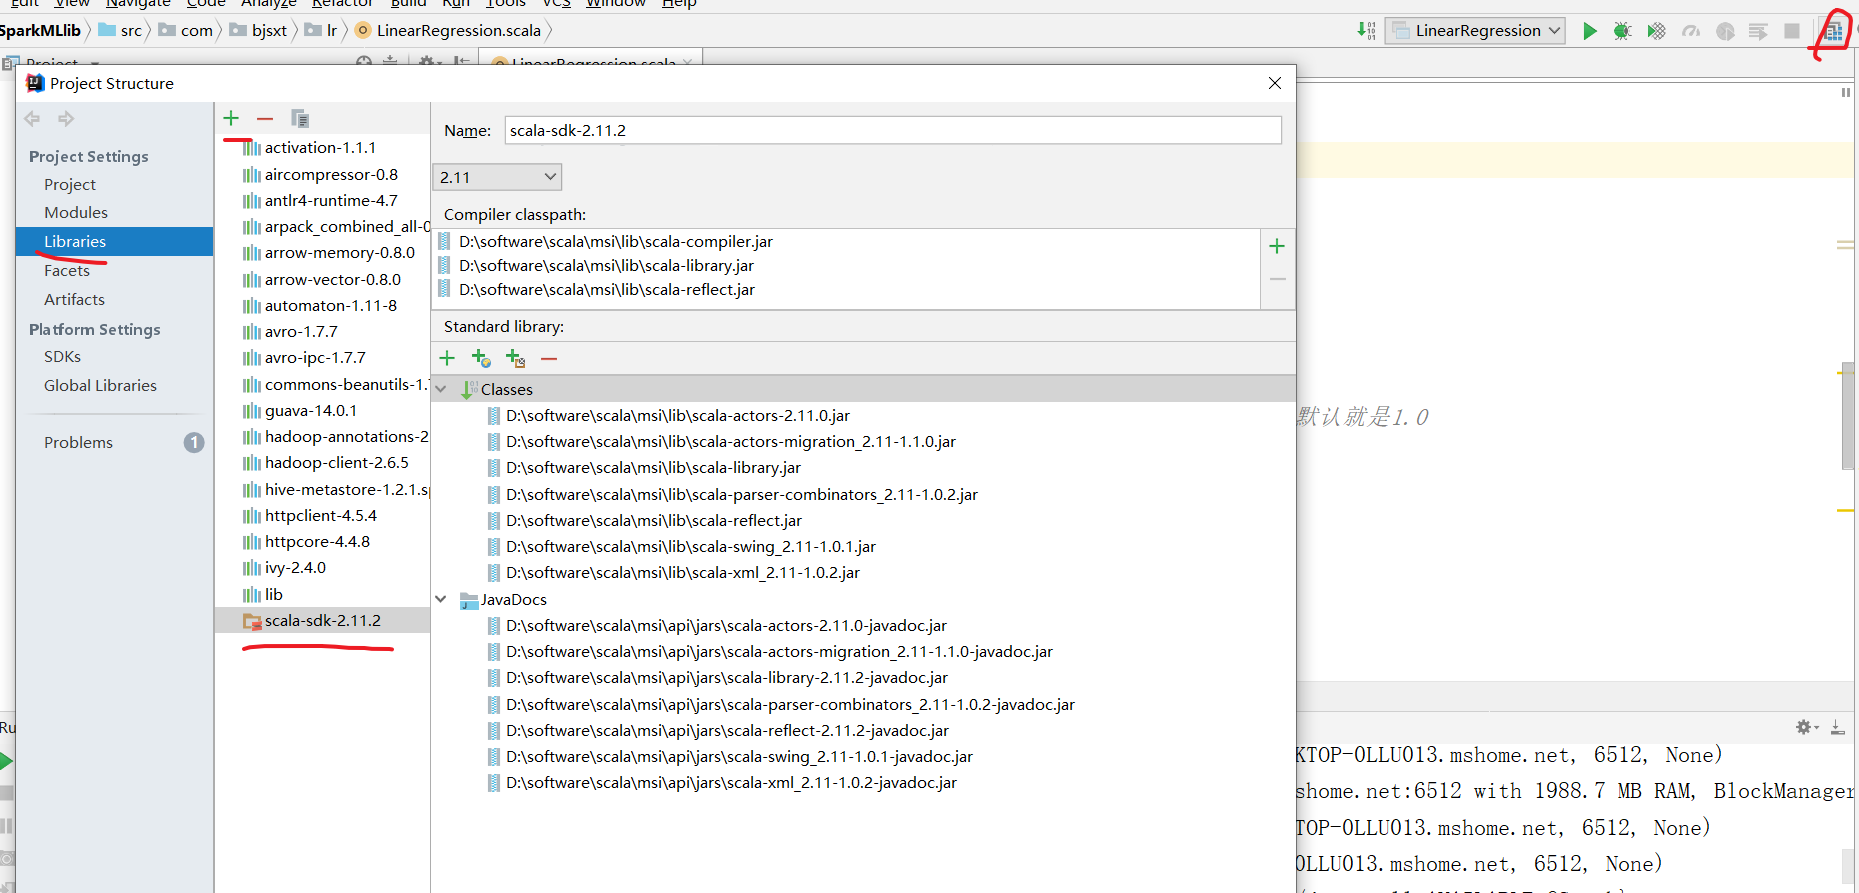 Edit View Navigate Code Analyze Refactor Build Run Tools VCS Window Help
SparkMLlib src com bjsxt lr LinearRegression.scala LinearRegression
Project LinearRegression.scala
Project Structure
Project Settings
Project
Modules
Libraries
Facets
Artifacts
Platform Settings
SDKs
Global Libraries
Problems 1
activation-1.1.1
aircompressor-0.8
antlr4-runtime-4.7
arpack_combined_all-0
arrow-memory-0.8.0
arrow-vector-0.8.0
automaton-1.11-8
avro-1.7.7
avro-ipc-1.7.7
commons-beanutils-1.7
guava-14.0.1
hadoop-annotations-2
hadoop-client-2.6.5
hive-metastore-1.2.1.sp
httpclient-4.5.4
httpcore-4.4.8
ivy-2.4.0
lib
scala-sdk-2.11.2
Name: scala-sdk-2.11.2
2.11
Compiler classpath:
D:\software\scala\msi\lib\scala-compiler.jar
D:\software\scala\msi\lib\scala-library.jar
D:\software\scala\msi\lib\scala-reflect.jar
Standard library:
Classes
D:\software\scala\msi\lib\scala-actors-2.11.0.jar
D:\software\scala\msi\lib\scala-actors-migration_2.11-1.1.0.jar
D:\software\scala\msi\lib\scala-library.jar
D:\software\scala\msi\lib\scala-parser-combinators_2.11-1.0.2.jar
D:\software\scala\msi\lib\scala-reflect.jar
D:\software\scala\msi\lib\scala-swing_2.11-1.0.1.jar
D:\software\scala\msi\lib\scala-xml_2.11-1.0.2.jar
JavaDocs
D:\software\scala\msi\api\jars\scala-actors-2.11.0-javadoc.jar
D:\software\scala\msi\api\jars\scala-actors-migration_2.11-1.1.0-javadoc.jar
D:\software\scala\msi\api\jars\scala-library-2.11.2-javadoc.jar
D:\software\scala\msi\api\jars\scala-parser-combinators_2.11-1.0.2-javadoc.jar
D:\software\scala\msi\api\jars\scala-reflect-2.11.2-javadoc.jar
D:\software\scala\msi\api\jars\scala-swing_2.11-1.0.1-javadoc.jar
D:\software\scala\msi\api\jars\scala-xml_2.11-1.0.2-javadoc.jar
默认就是1.0
Ru
KTOP-0LLU013.mshome.net, 6512, None)
shome.net:6512 with 1988.7 MB RAM, BlockManager
TOP-0LLU013.mshome.net, 6512, None)
0LLU013.mshome.net, 6512, None)